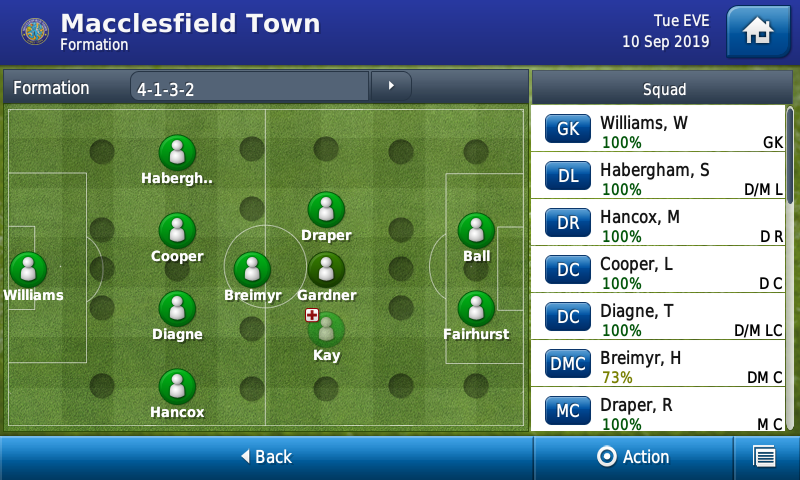 Macclesfield Town
Formation
Tue EVE
10 Sep 2019
Formation
4-1-3-2
Squad
Habergh..
Draper
Cooper
Ball
Williams
Breimyr
Gardner
Diagne
Fairhurst
Kay
Hancox
GK
Williams, W
100%
GK
DL
Habergham, S
100%
D/M L
DR
Hancox, M
100%
D R
DC
Cooper, L
100%
D C
DC
Diagne, T
100%
D/M LC
DMC
Breimyr, H
73%
DM C
MC
Draper, R
100%
M C
Back
Action